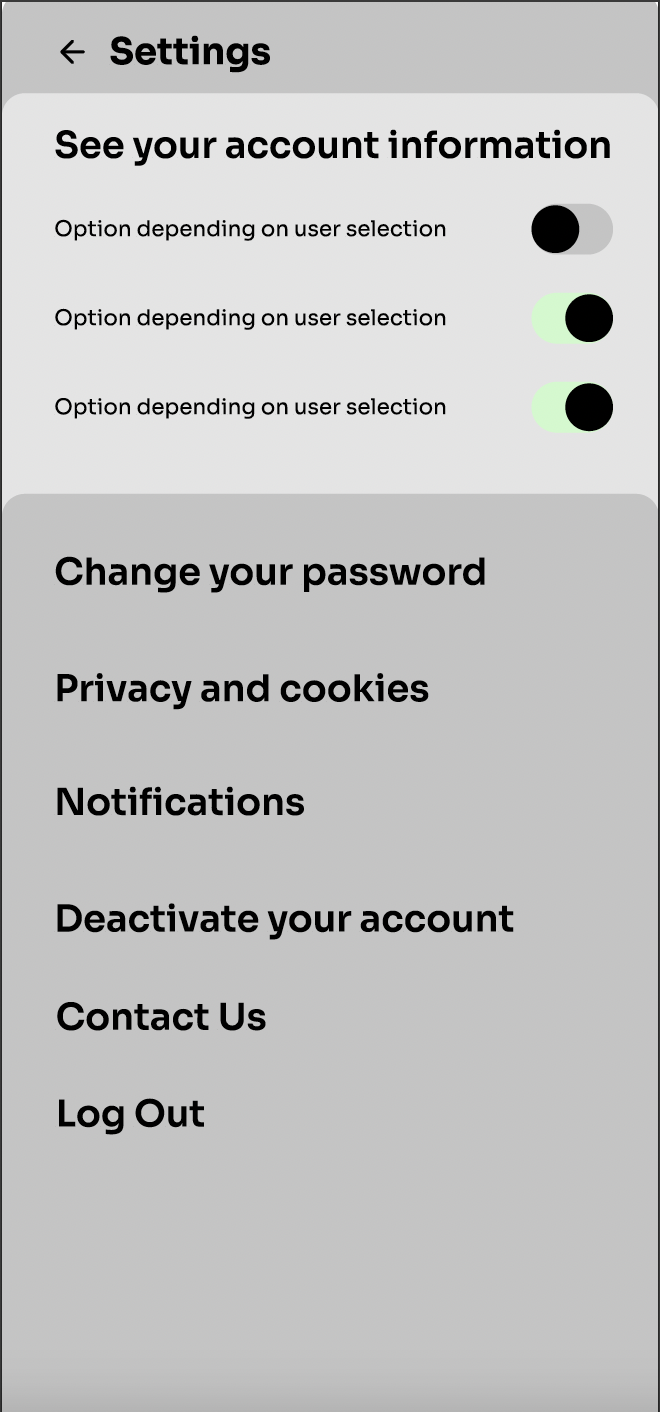 Settings
See your account information
Option depending on user selection
Option depending on user selection
Option depending on user selection
Change your password
Privacy and cookies
Notifications
Deactivate your account
Contact Us
Log Out